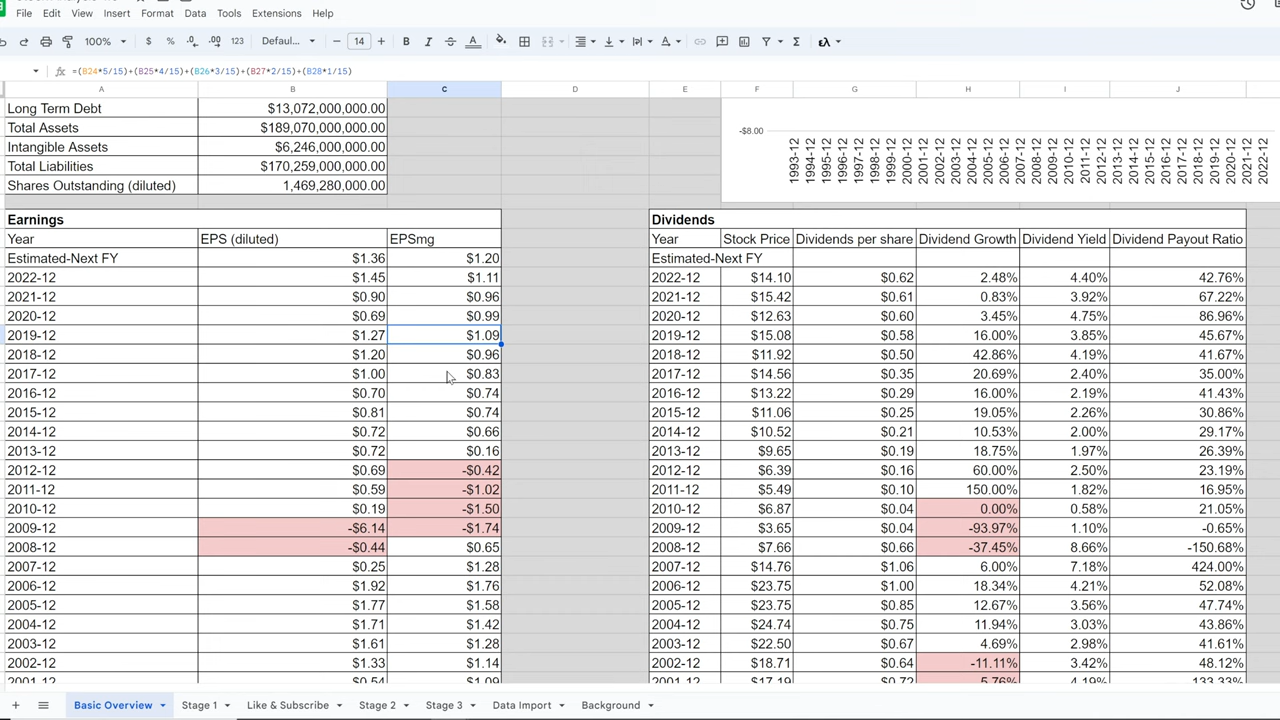 File Edit View Insert Format Data Tools Extensions Help
100% $ % .0 .00 123 Defaul... 14 B I A
fx =(B24*5/15)+(B25*4/15)+(B26*3/15)+(B27*2/15)+(B28*1/15)
A B C D E F G H I J
Long Term Debt $13,072,000,000.00
Total Assets $189,070,000,000.00
Intangible Assets $6,246,000,000.00
Total Liabilities $170,259,000,000.00
Shares Outstanding (diluted) 1,469,280,000.00
-$8.00
1993-12 1994-12 1995-12 1996-12 1997-12 1998-12 1999-12 2000-12 2001-12 2002-12 2003-12 2004-12 2005-12 2006-12 2007-12 2008-12 2009-12 2010-12 2011-12 2012-12 2013-12 2014-12 2015-12 2016-12 2017-12 2018-12 2019-12 2020-12 2021-12 2022-12
Earnings Dividends
Year EPS (diluted) EPSmg Year Stock Price Dividends per share Dividend Growth Dividend Yield Dividend Payout Ratio
Estimated-Next FY $1.36 $1.20 Estimated-Next FY
2022-12 $1.45 $1.11 2022-12 $14.10 $0.62 2.48% 4.40% 42.76%
2021-12 $0.90 $0.96 2021-12 $15.42 $0.61 0.83% 3.92% 67.22%
2020-12 $0.69 $0.99 2020-12 $12.63 $0.60 3.45% 4.75% 86.96%
2019-12 $1.27 $1.09 2019-12 $15.08 $0.58 16.00% 3.85% 45.67%
2018-12 $1.20 $0.96 2018-12 $11.92 $0.50 42.86% 4.19% 41.67%
2017-12 $1.00 $0.83 2017-12 $14.56 $0.35 20.69% 2.40% 35.00%
2016-12 $0.70 $0.74 2016-12 $13.22 $0.29 16.00% 2.19% 41.43%
2015-12 $0.81 $0.74 2015-12 $11.06 $0.25 19.05% 2.26% 30.86%
2014-12 $0.72 $0.66 2014-12 $10.52 $0.21 10.53% 2.00% 29.17%
2013-12 $0.72 $0.16 2013-12 $9.65 $0.19 18.75% 1.97% 26.39%
2012-12 $0.69 -$0.42 2012-12 $6.39 $0.16 60.00% 2.50% 23.19%
2011-12 $0.59 -$1.02 2011-12 $5.49 $0.10 150.00% 1.82% 16.95%
2010-12 $0.19 -$1.50 2010-12 $6.87 $0.04 0.00% 0.58% 21.05%
2009-12 -$6.14 -$1.74 2009-12 $3.65 $0.04 -93.97% 1.10% -0.65%
2008-12 -$0.44 $0.65 2008-12 $7.66 $0.66 -37.45% 8.66% -150.68%
2007-12 $0.25 $1.28 2007-12 $14.76 $1.06 6.00% 7.18% 424.00%
2006-12 $1.92 $1.76 2006-12 $23.75 $1.00 18.34% 4.21% 52.08%
2005-12 $1.77 $1.58 2005-12 $23.75 $0.85 12.67% 3.56% 47.74%
2004-12 $1.71 $1.42 2004-12 $24.74 $0.75 11.94% 3.03% 43.86%
2003-12 $1.61 $1.28 2003-12 $22.50 $0.67 4.69% 2.98% 41.61%
2002-12 $1.33 $1.14 2002-12 $18.71 $0.64 -11.11% 3.42% 48.12%
2001-12 $0.54 $1.09 2001-12 $17.19 $0.72 5.76% 4.19% 133.33%
Basic Overview Stage 1 Like & Subscribe Stage 2 Stage 3 Data Import Background